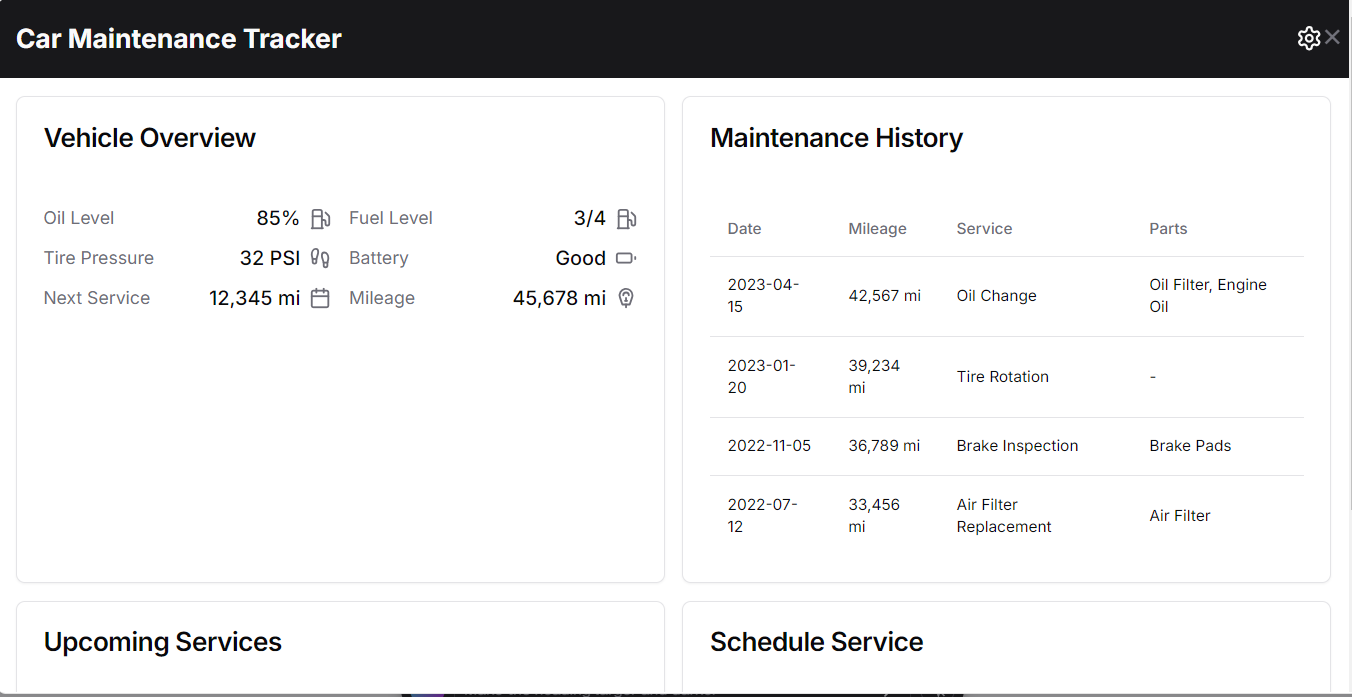 Car Maintenance Tracker
Vehicle Overview
Oil Level 85% Fuel Level 3/4
Tire Pressure 32 PSI Battery Good
Next Service 12,345 mi Mileage 45,678 mi
Maintenance History
Date Mileage Service Parts
2023-04-
15
42,567 mi
Oil Change
Oil Filter, Engine
Oil
2023-01-
20
39,234
mi
Tire Rotation
-
2022-11-05 36,789 mi Brake Inspection Brake Pads
2022-07-
12
33,456
mi
Air Filter
Replacement
Air Filter
Upcoming Services
Schedule Service